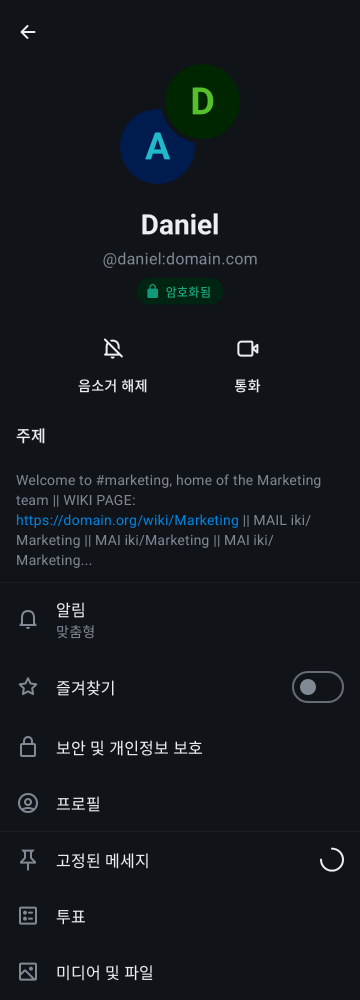 D
A
Daniel
@daniel:domain.com
암호화됨
음소거 해제
통화
주제
Welcome to #marketing, home of the Marketing
team || WIKI PAGE:
https://domain.org/wiki/Marketing || MAIL iki/
Marketing || MAI iki/Marketing || MAI iki/
Marketing...
알림
맞춤형
즐겨찾기
보안 및 개인정보 보호
프로필
고정된 메세지
투표
미디어 및 파일